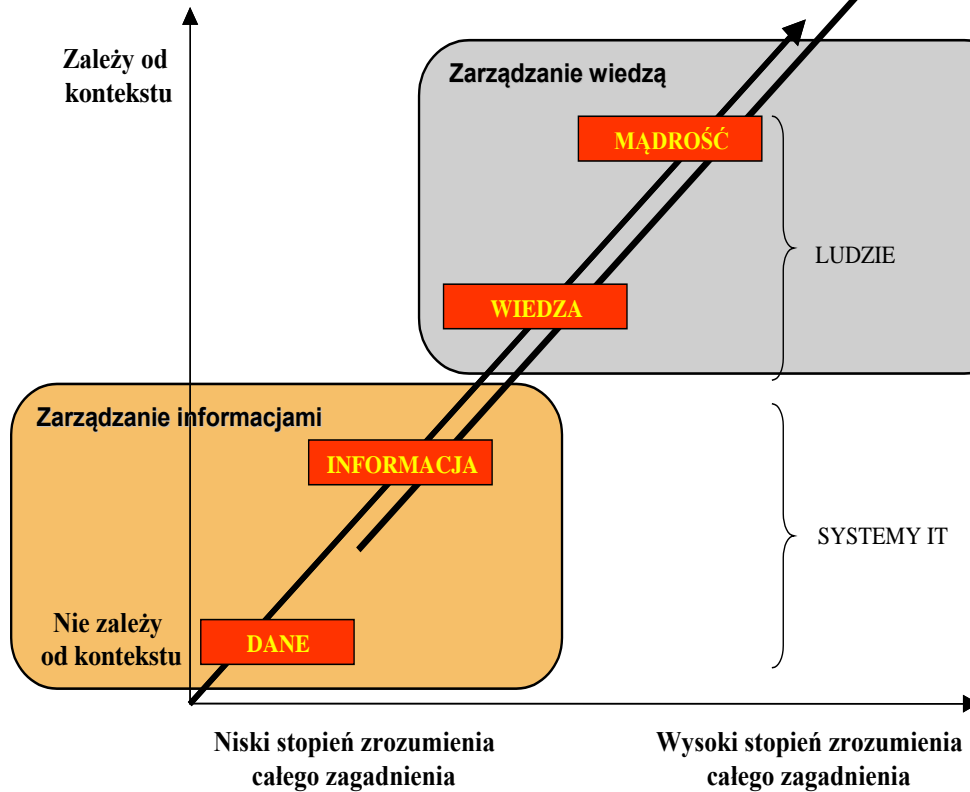 Zależy od
kontekstu
Zarządzanie wiedzą
MĄDROŚĆ
LUDZIE
WIEDZA
Zarządzanie informacjami
INFORMACJA
SYSTEMY IT
Nie zależy
od kontekstu
DANE
Niski stopień zrozumienia
całego zagadnienia
Wysoki stopień zrozumienia
całego zagadnienia